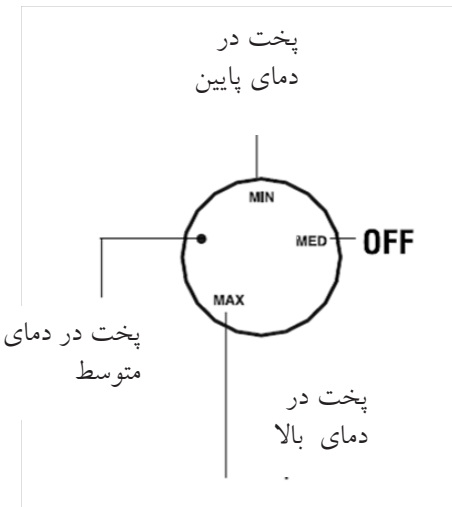 پخت در
دمای پایین
MIN
MED
OFF
MAX
پخت در دمای
متوسط
پخت در
دمای بالا